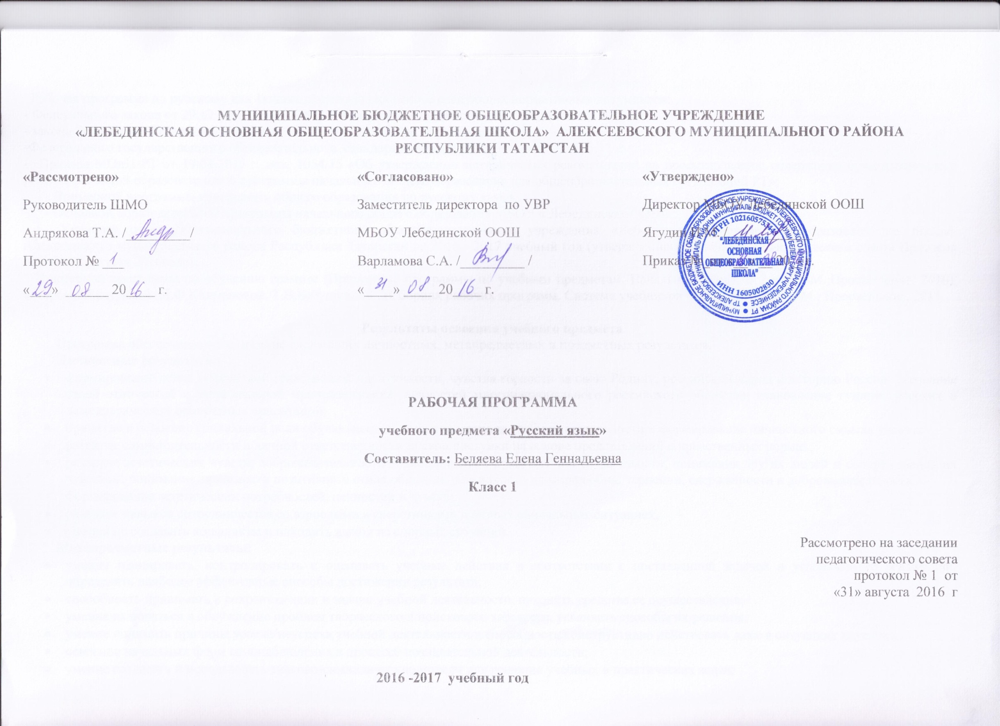 МУНИЦИПАЛЬНОЕ БЮДЖЕТНОЕ ОБЩЕОБРАЗОВАТЕЛЬНОЕ УЧРЕЖДЕНИЕ
«ЛЕБЕДИНСКАЯ ОСНОВНАЯ ОБЩЕОБРАЗОВАТЕЛЬНАЯ ШКОЛА» АЛЕКСЕЕВСКОГО МУНИЦИПАЛЬНОГО РАЙОНА
РЕСПУБЛИКИ ТАТАРСТАН
«Рассмотрено»
Руководитель ШМО
Андрякова Т.А. /_________/
Протокол № 1
«29» 08 2016 г.
«Согласовано»
Заместитель директора по УВР
МБОУ Лебединской ООШ
Варламова С.А. /_________ /
«31» 08 2016 г.
«Утверждено»
Директор МБОУ Лебединской ООШ
Ягудин /_________/
Приказ №
ОГРН
"ЛЕБЕДИНСКАЯ
ОСНОВНАЯ
ОБЩЕОБРАЗОВАТЕЛЬНАЯ
ШКОЛА"
ИНН 1605002830
РАБОЧАЯ ПРОГРАММА
учебного предмета «Русский язык»
Составитель: Беляева Елена Геннадьевна
Класс 1
Рассмотрено на заседании
педагогического совета
протокол № 1 от
«31» августа 2016 г
2016 -2017 учебный год